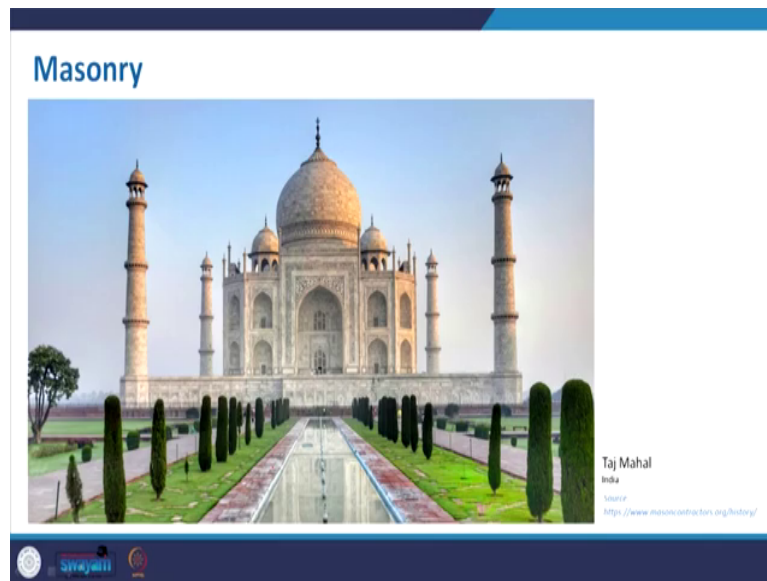 Masonry
Taj Mahal
India
Source
https://www.masoncontractors.org/history/
swayam